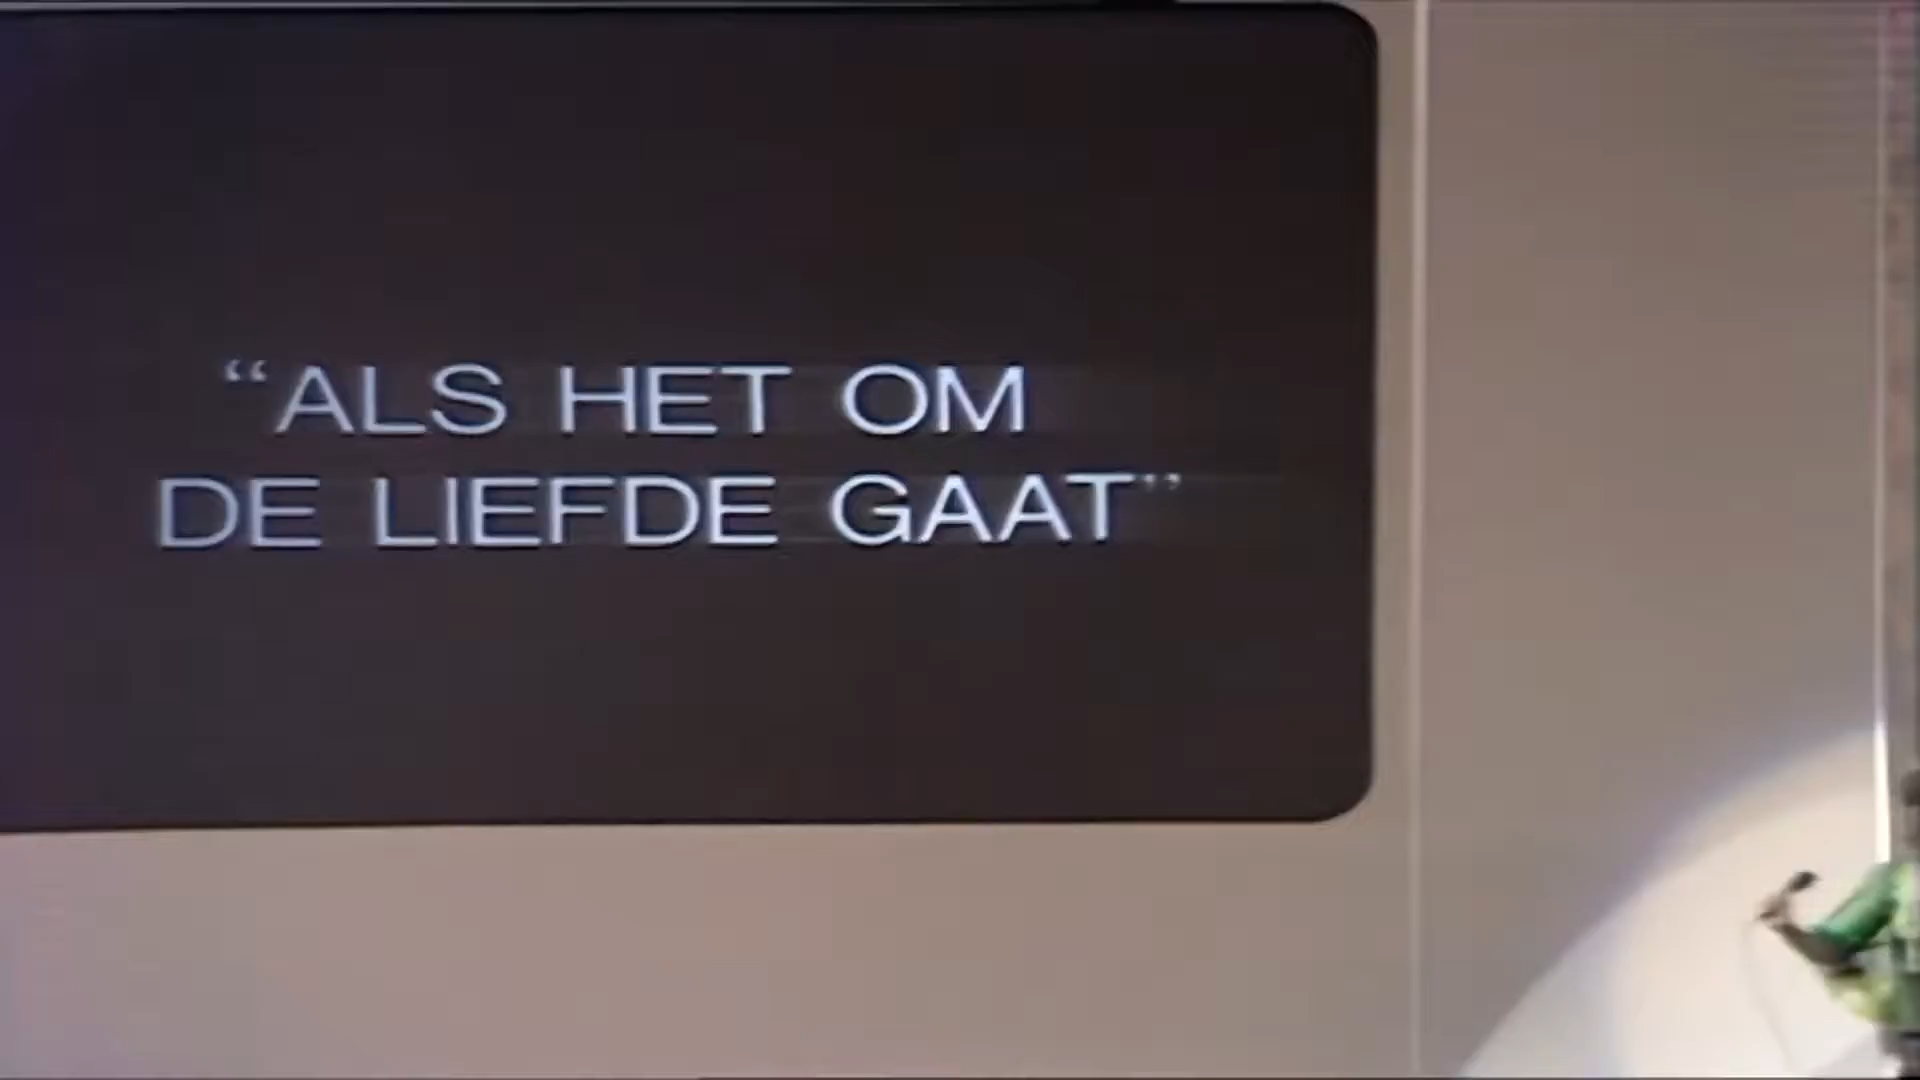 “ALS HET OM
DE LIEFDE GAAT”